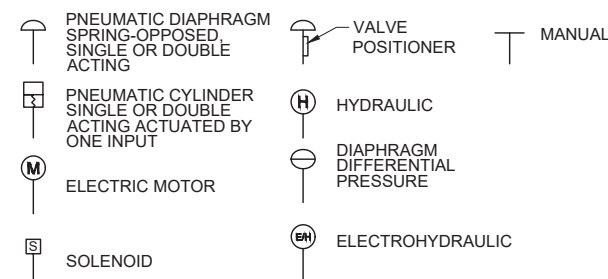 PNEUMATIC DIAPHRAGM
SPRING-OPPOSED,
SINGLE OR DOUBLE
ACTING
VALVE
POSITIONER
MANUAL
PNEUMATIC CYLINDER
SINGLE OR DOUBLE
ACTING ACTUATED BY
ONE INPUT
H
HYDRAULIC
M
ELECTRIC MOTOR
DIAPHRAGM
DIFFERENTIAL
PRESSURE
S
SOLENOID
E/H
ELECTROHYDRAULIC